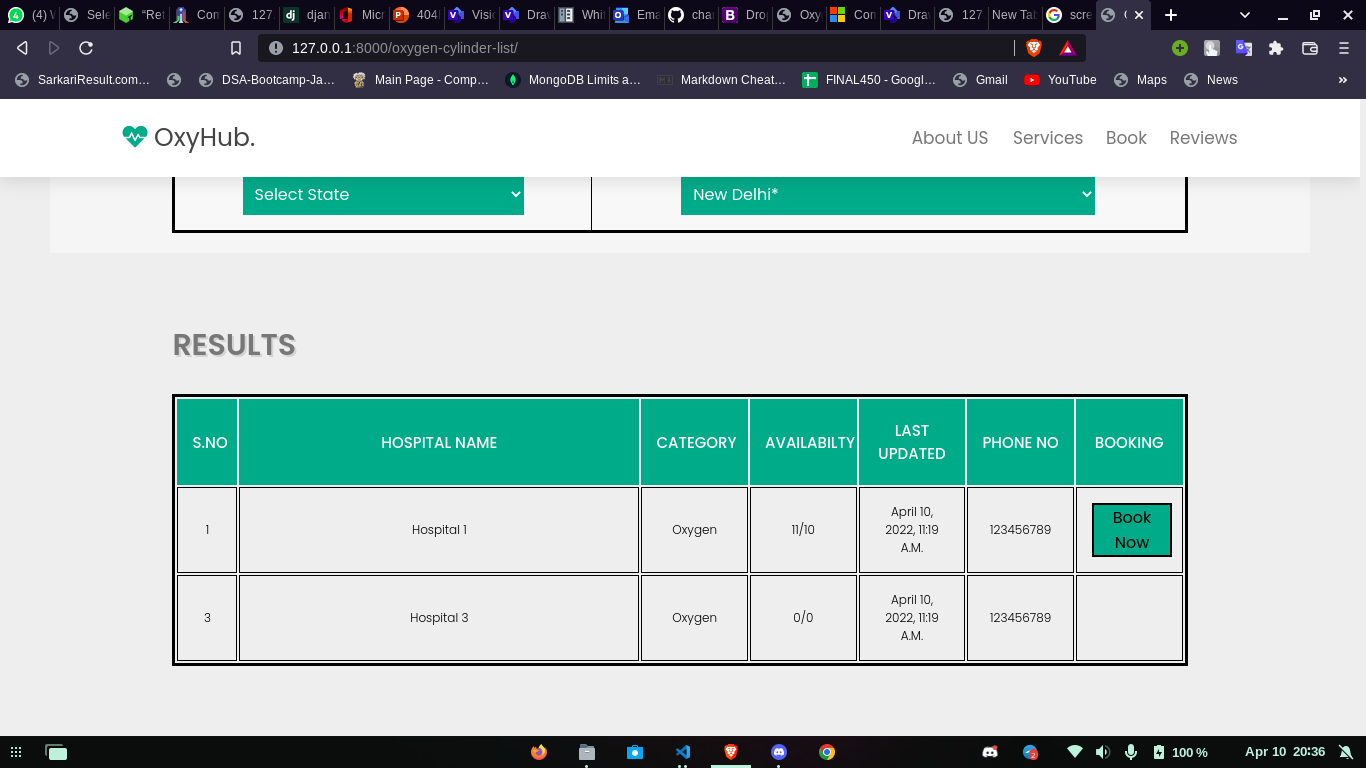 (4) W Sele "Ret Com 127 djan Micr 404 Visio Drav Whi Ema char Drop Oxy Con Drav 127 New Tab scre
127.0.0.1:8000/oxygen-cylinder-list/
SarkariResult.com… DSA-Bootcamp-Ja… Main Page - Comp… MongoDB Limits a… Markdown Cheat… FINAL450 - Googl… Gmail YouTube Maps News »
OxyHub. About US Services Book Reviews
Select State New Delhi*
RESULTS
S.NO HOSPITAL NAME CATEGORY AVAILABILTY LAST UPDATED PHONE NO BOOKING
1 Hospital 1 Oxygen 11/10 April 10, 2022, 11:19 A.M. 123456789 Book Now
3 Hospital 3 Oxygen 0/0 April 10, 2022, 11:19 A.M. 123456789
100 % Apr 10 20:36